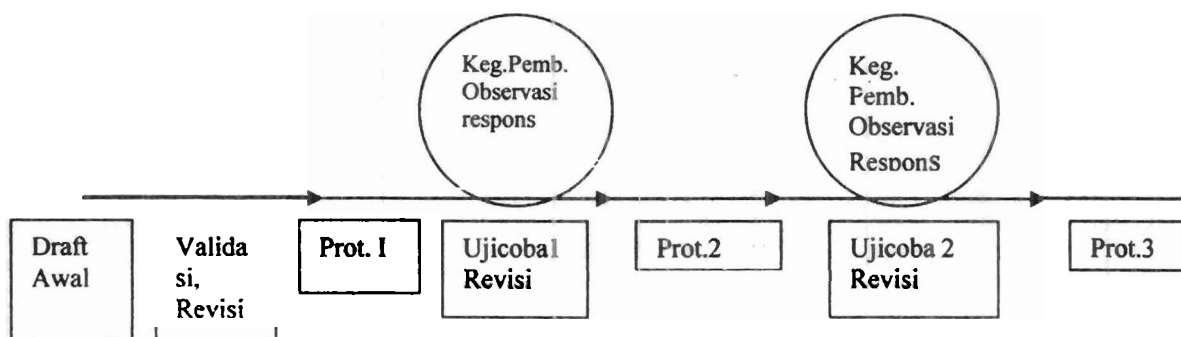 Keg.Pemb.
Observasi
respons
Keg.
Pemb.
Observasi
Respons
Draft
Awal
Valida
si,
Revisi
Prot. I
Ujicoba1
Revisi
Prot.2
Ujicoba 2
Revisi
Prot.3